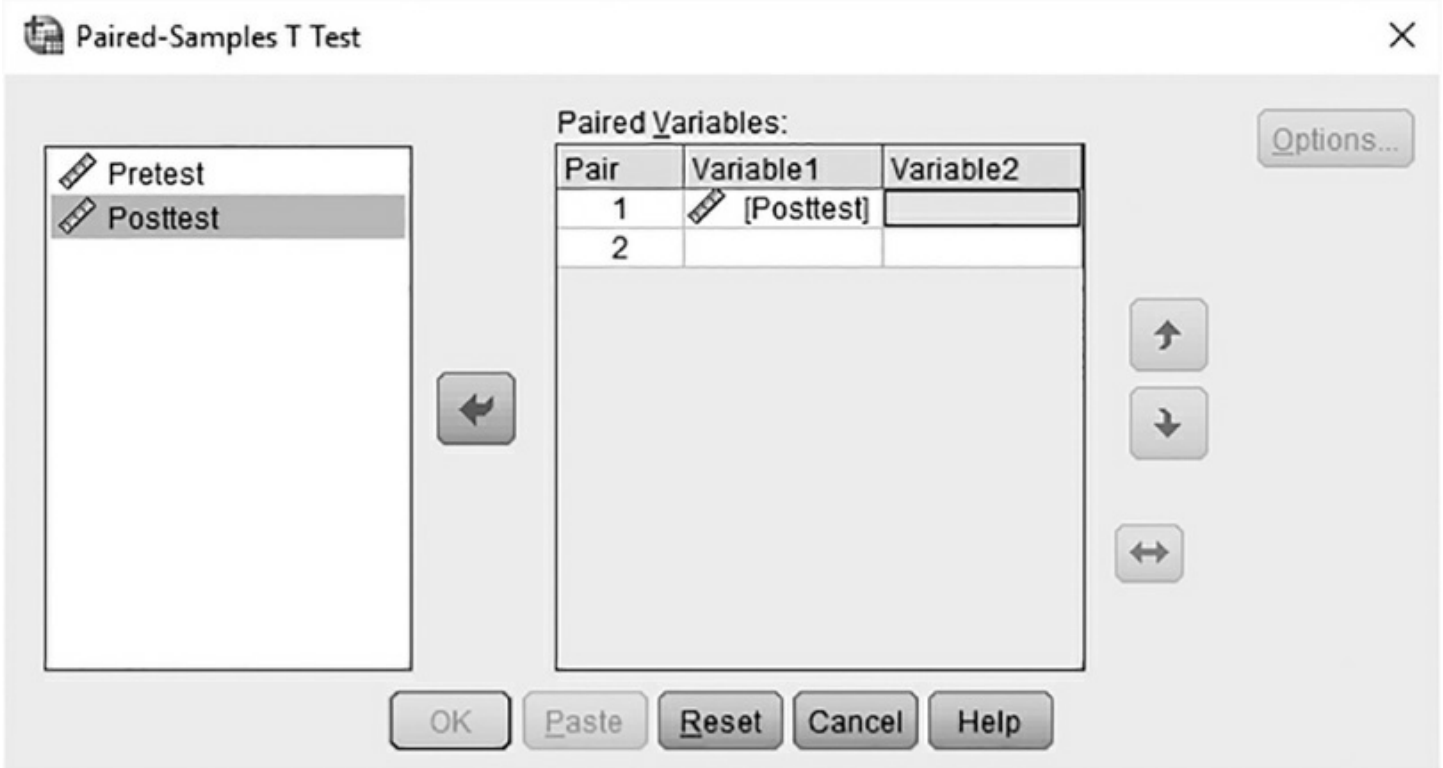 Paired-Samples T Test
Paired Variables:
Options...
Pretest
Posttest
Pair Variable1 Variable2
1 [Posttest]
2
OK Paste Reset Cancel Help